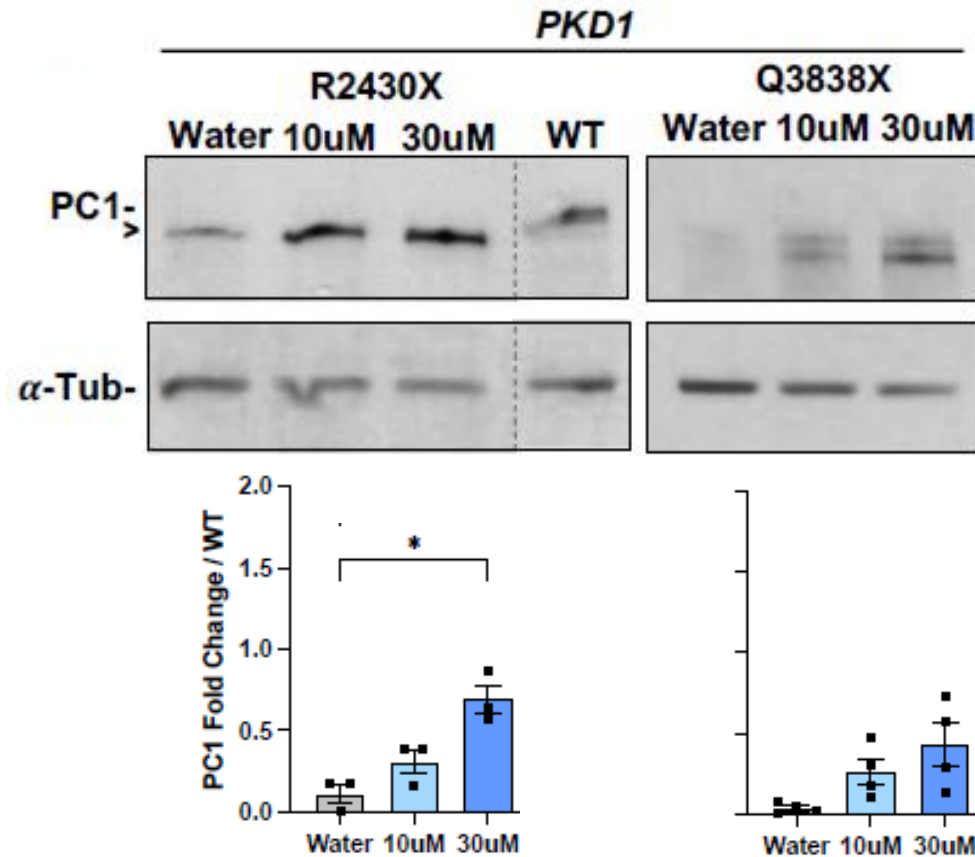 PKD1
R2430X
Q3838X
Water 10uM 30uM WT
Water 10uM 30uM
PC1-
>
α-Tub-
PC1 Fold Change / WT
2.0
1.5
1.0
0.5
0.0
*
Water 10uM 30uM
Water 10uM 30uM